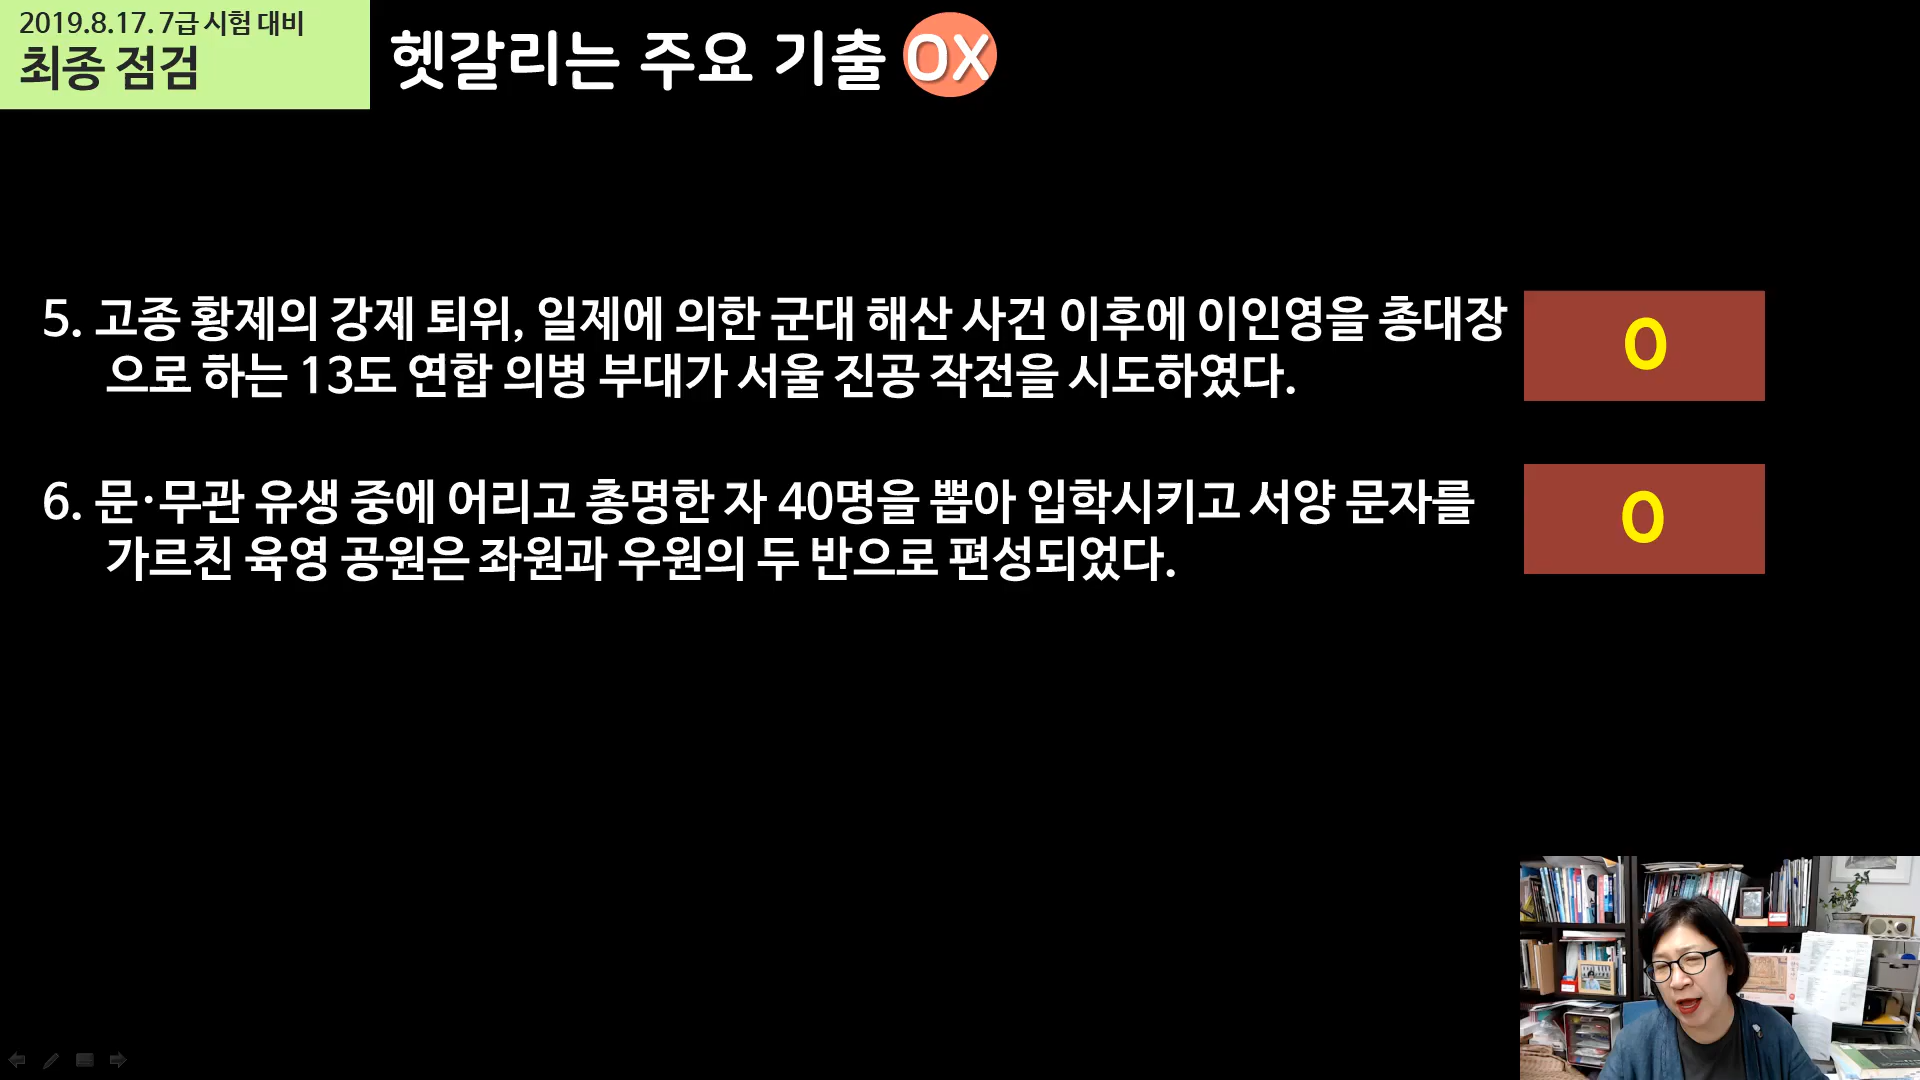 2019.8.17. 7급 시험 대비
최종 점검
헷갈리는 주요 기출 OX
5. 고종 황제의 강제 퇴위, 일제에 의한 군대 해산 사건 이후에 이인영을 총대장
으로 하는 13도 연합 의병 부대가 서울 진공 작전을 시도하였다.
O
6. 문·무관 유생 중에 어리고 총명한 자 40명을 뽑아 입학시키고 서양 문자를
가르친 육영 공원은 좌원과 우원의 두 반으로 편성되었다.
O